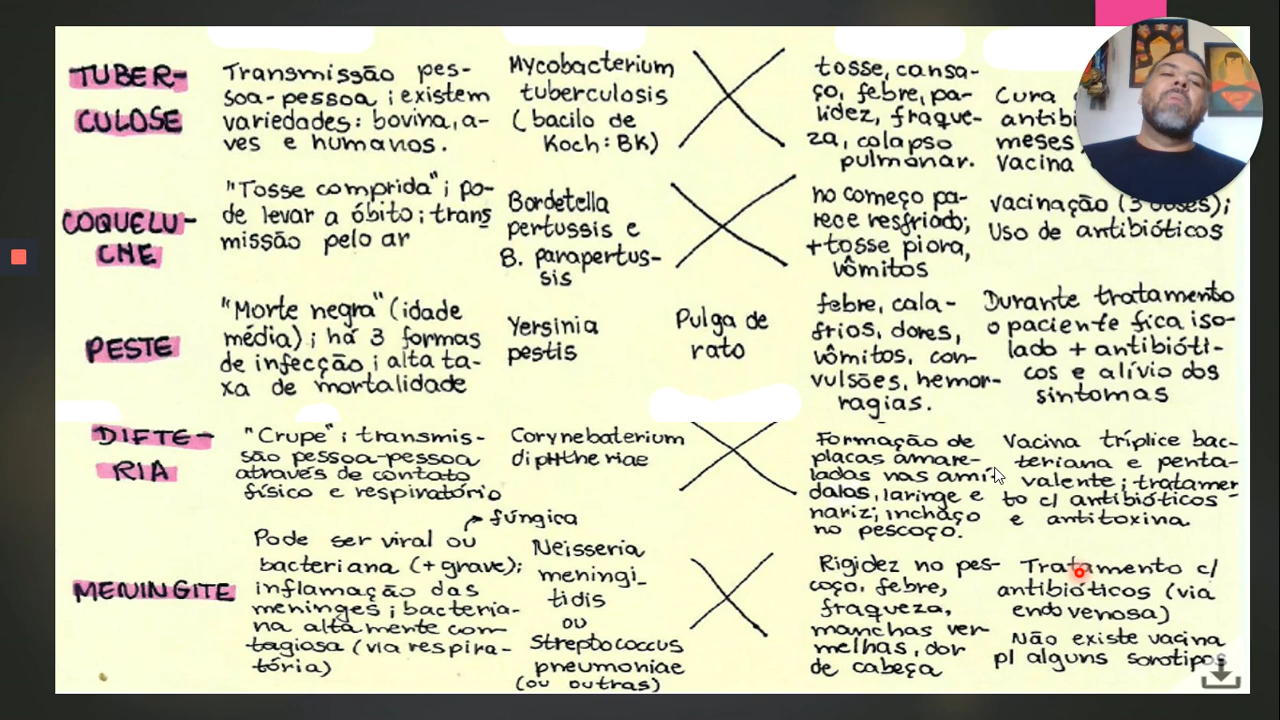 TUBER-
CULOSE
Transmissão pes-
soa-pessoa; existem
variedades: bovina, a-
ves e humanos.
Mycobacterium
tuberculosis
(bacilo de
Koch: BK)
tosse, cansa-
ço, febre, pa-
lidez, fraque-
za, colapso
pulmonar.
Cura
antibi
meses
vacina
COQUELU-
CHE
"Tosse comprida"; po-
de levar a óbito; trans
missão pelo ar
Bordetella
pertussis e
B. parapertus-
sis
no começo pa-
rece resfriado;
+tosse piora,
vômitos
vacinação (3 doses);
Uso de antibióticos
PESTE
"Morte negra" (idade
média); há 3 formas
de infecção; alta ta-
xa de mortalidade
Yersinia
pestis
Pulga de
rato
febre, cala-
frios, dores,
vômitos, con-
vulsões, hemor-
ragias.
Durante tratamento
o paciente fica iso-
lado + antibióti-
cos e alívio dos
sintomas
DIFTE-
RIA
"Crupe"; transmis-
são pessoa-pessoa
através de contato
físico e respiratório
Corynebaterium
diphtheriae
Formação de
placas amare-
ladas nas amí
dalas, laringe e
nariz; inchaço
no pescoço.
Vacina tríplice bac-
teriana e penta-
valente; tratamen-
to c/ antibióticos
e antitoxina.
MENINGITE
fúngica
Pode ser viral ou
bacteriana (+grave);
inflamação das
meninges; bacteria-
na altamente con-
tagiosa (via respira-
tória)
Neisseria
meningi_
tidis
ou
Streptococcus
pneumoniae
(ou outras)
Rigidez no pes-
coço, febre,
fraqueza,
manchas ver-
melhas, dor
de cabeça
Tratamento c/
antibióticos (via
endovenosa)
Não existe vacina
p/ alguns sorotipos